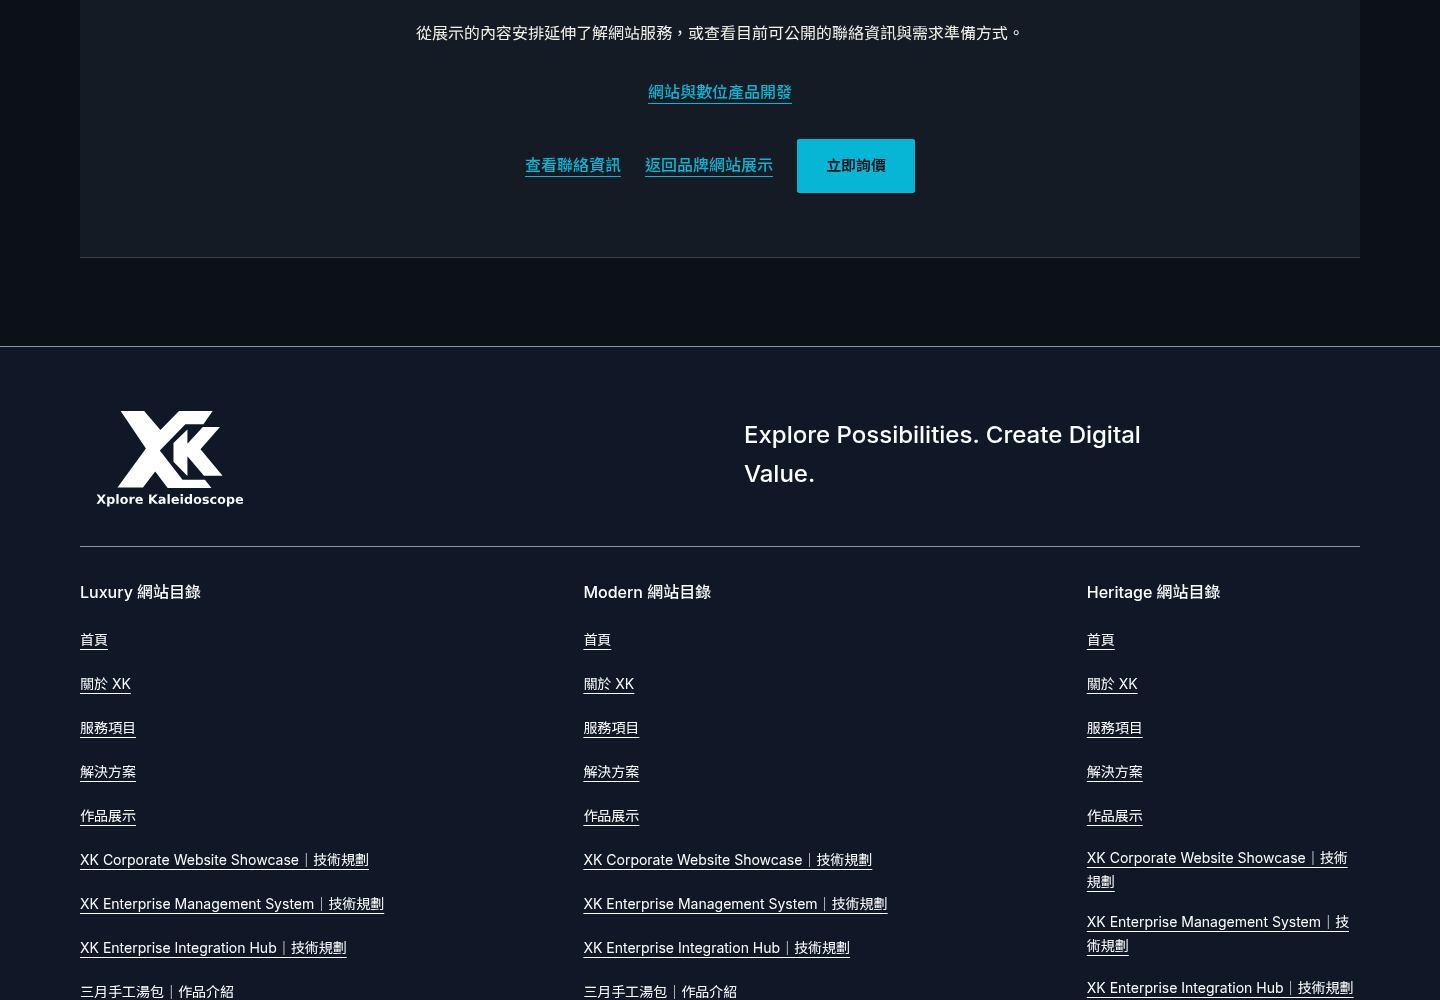 從展示的內容安排延伸了解網站服務，或查看目前可公開的聯絡資訊與需求準備方式。
網站與數位產品開發
查看聯絡資訊 返回品牌網站展示 立即詢價
XK
Xplore Kaleidoscope
Explore Possibilities. Create Digital
Value.
Luxury 網站目錄
首頁
關於 XK
服務項目
解決方案
作品展示
XK Corporate Website Showcase｜技術規劃
XK Enterprise Management System｜技術規劃
XK Enterprise Integration Hub｜技術規劃
三月手工湯包｜作品介紹
Modern 網站目錄
首頁
關於 XK
服務項目
解決方案
作品展示
XK Corporate Website Showcase｜技術規劃
XK Enterprise Management System｜技術規劃
XK Enterprise Integration Hub｜技術規劃
三月手工湯包｜作品介紹
Heritage 網站目錄
首頁
關於 XK
服務項目
解決方案
作品展示
XK Corporate Website Showcase｜技術
規劃
XK Enterprise Management System｜技
術規劃
XK Enterprise Integration Hub｜技術規劃